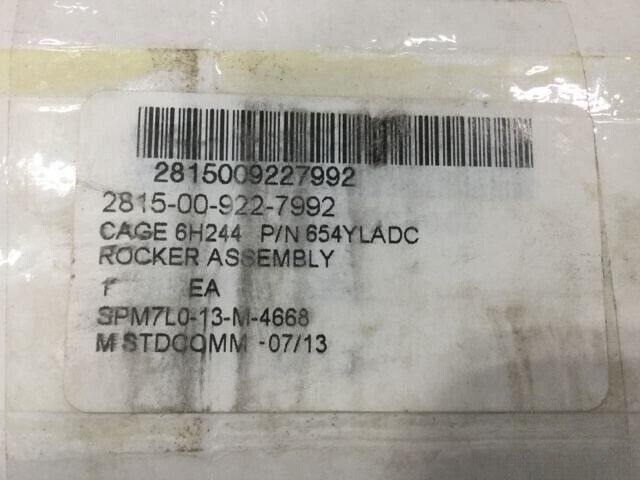 2815009227992
2815-00-922-7992
CAGE 6H244 P/N 654YLADC
ROCKER ASSEMBLY
1 EA
SPM7L0-13-M-4668
M STDCOMM -07/13